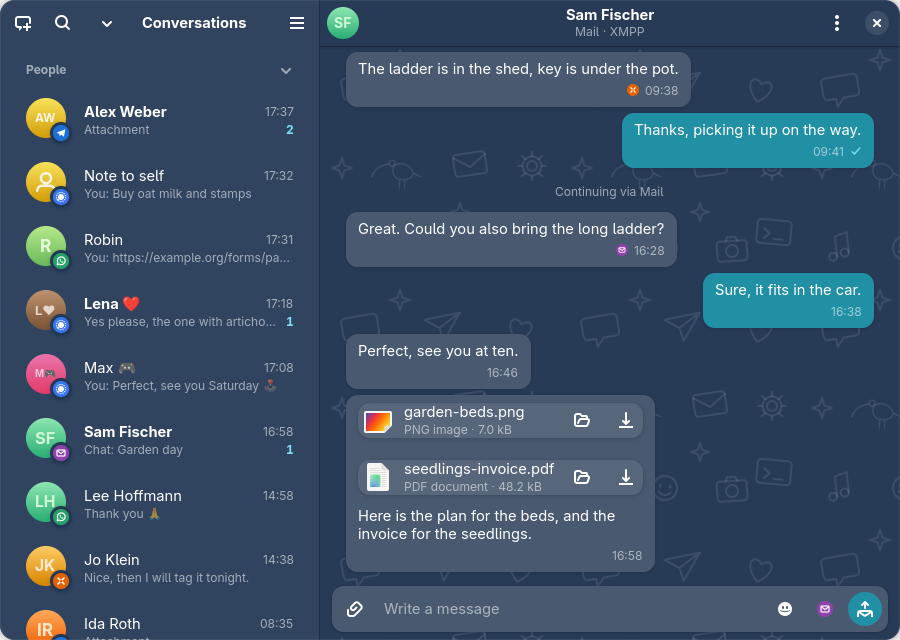 Conversations
People
AW
Alex Weber
17:37
Attachment
2
Note to self
17:32
You: Buy oat milk and stamps
R
Robin
17:31
You: https://example.org/forms/pa...
L❤
Lena ❤️
17:18
Yes please, the one with articho...
1
M🎮
Max 🎮
17:08
You: Perfect, see you Saturday 🕹️
SF
Sam Fischer
16:58
Chat: Garden day
1
LH
Lee Hoffmann
14:58
Thank you 🙏
JK
Jo Klein
14:38
Nice, then I will tag it tonight.
IR
Ida Roth
08:35
SF
Sam Fischer
Mail · XMPP
The ladder is in the shed, key is under the pot.
09:38
Thanks, picking it up on the way.
09:41 ✓
Continuing via Mail
Great. Could you also bring the long ladder?
16:28
Sure, it fits in the car.
16:38
Perfect, see you at ten.
16:46
garden-beds.png
PNG image · 7.0 kB
seedlings-invoice.pdf
PDF document · 48.2 kB
Here is the plan for the beds, and the
invoice for the seedlings.
16:58
Write a message